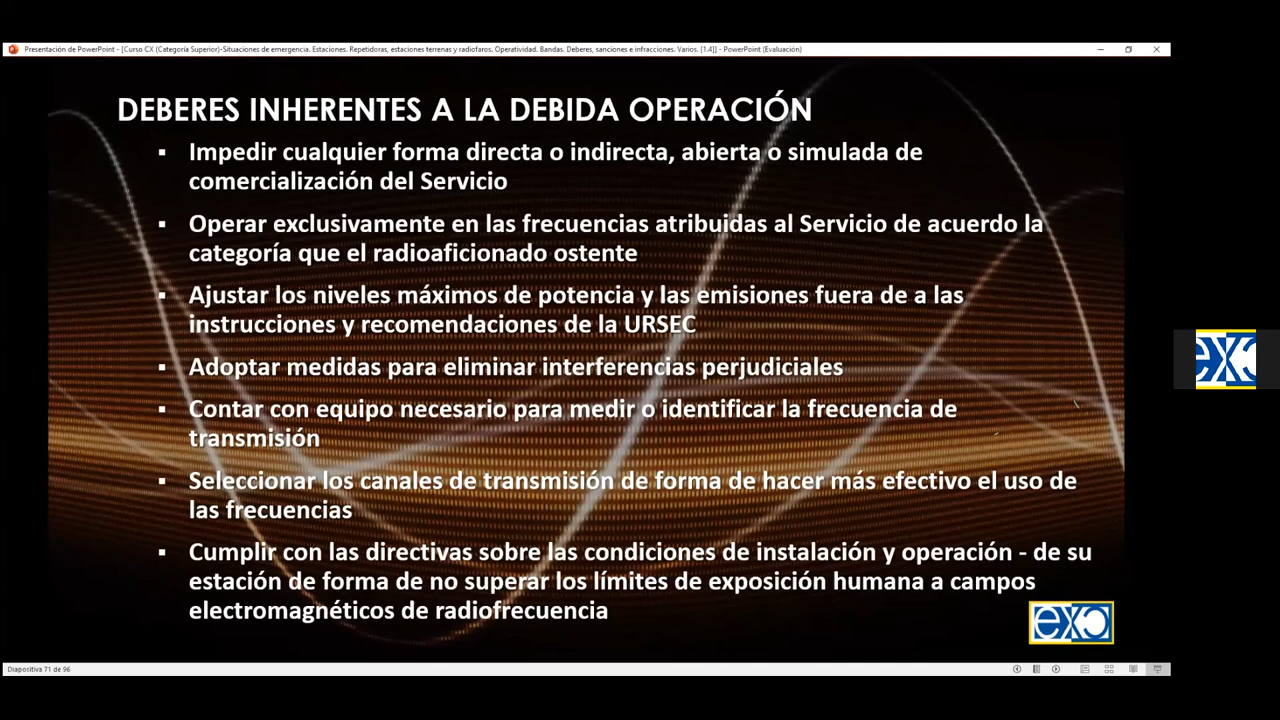 Presentación de PowerPoint - [Curso CX (Categoría Superior)-Situaciones de emergencia. Estaciones. Repetidoras, estaciones terrenas y radiofaros. Operatividad. Bandas. Deberes, sanciones e infracciones. Varios. [1.4]] - PowerPoint (Evaluación)
DEBERES INHERENTES A LA DEBIDA OPERACIÓN
▪ Impedir cualquier forma directa o indirecta, abierta o simulada de
comercialización del Servicio
▪ Operar exclusivamente en las frecuencias atribuidas al Servicio de acuerdo la
categoría que el radioaficionado ostente
▪ Ajustar los niveles máximos de potencia y las emisiones fuera de a las
instrucciones y recomendaciones de la URSEC
▪ Adoptar medidas para eliminar interferencias perjudiciales
▪ Contar con equipo necesario para medir o identificar la frecuencia de
transmisión
▪ Seleccionar los canales de transmisión de forma de hacer más efectivo el uso de
las frecuencias
▪ Cumplir con las directivas sobre las condiciones de instalación y operación - de su
estación de forma de no superar los límites de exposición humana a campos
electromagnéticos de radiofrecuencia
Diapositiva 71 de 96